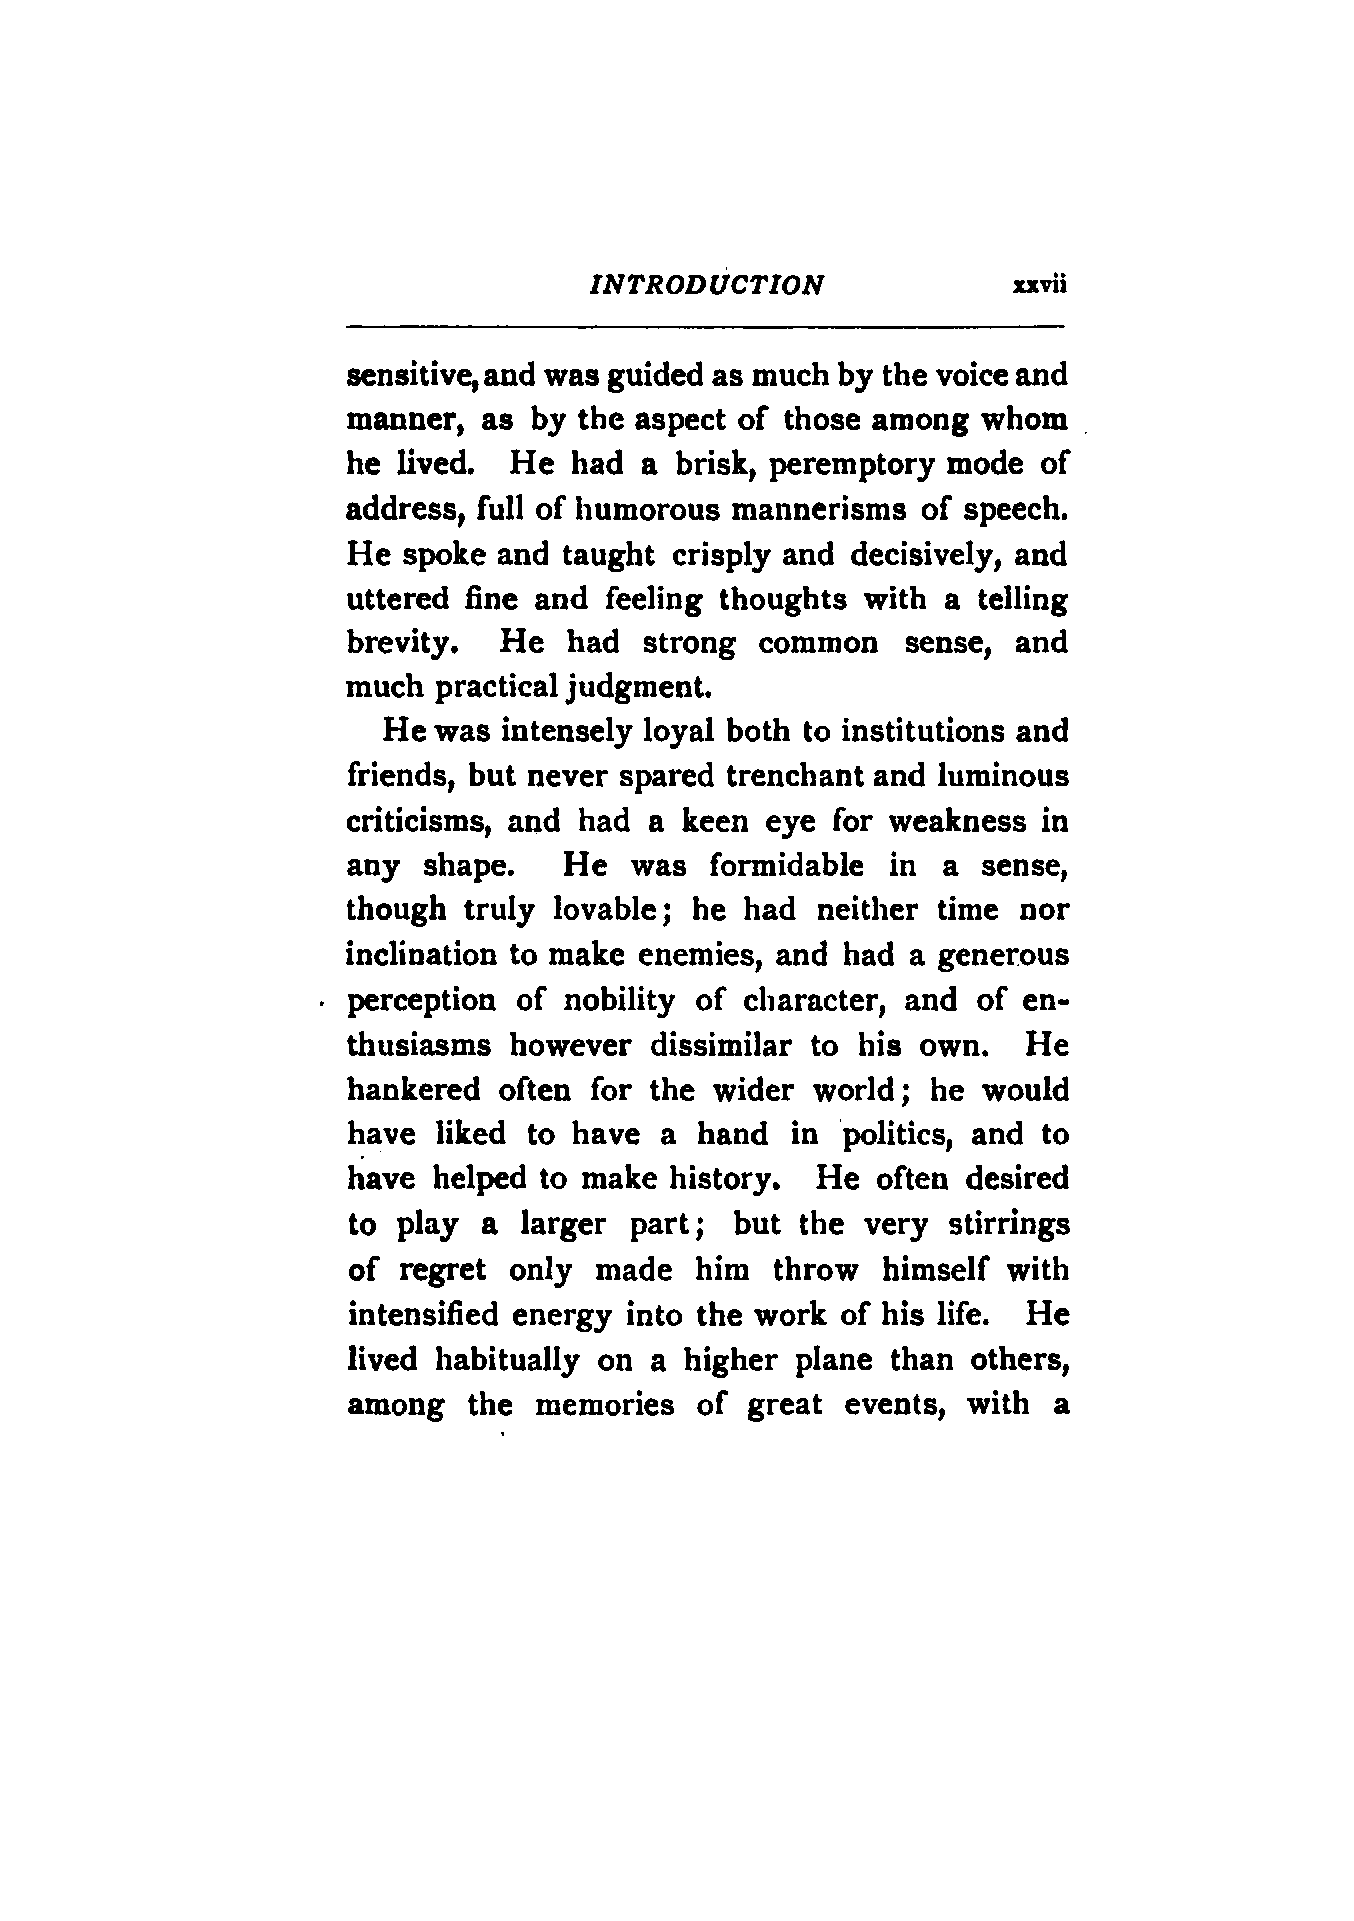 INTRODUCTION xxvii
sensitive, and was guided as much by the voice and
manner, as by the aspect of those among whom
he lived. He had a brisk, peremptory mode of
address, full of humorous mannerisms of speech.
He spoke and taught crisply and decisively, and
uttered fine and feeling thoughts with a telling
brevity. He had strong common sense, and
much practical judgment.
He was intensely loyal both to institutions and
friends, but never spared trenchant and luminous
criticisms, and had a keen eye for weakness in
any shape. He was formidable in a sense,
though truly lovable; he had neither time nor
inclination to make enemies, and had a generous
perception of nobility of character, and of en-
thusiasms however dissimilar to his own. He
hankered often for the wider world; he would
have liked to have a hand in politics, and to
have helped to make history. He often desired
to play a larger part; but the very stirrings
of regret only made him throw himself with
intensified energy into the work of his life. He
lived habitually on a higher plane than others,
among the memories of great events, with a